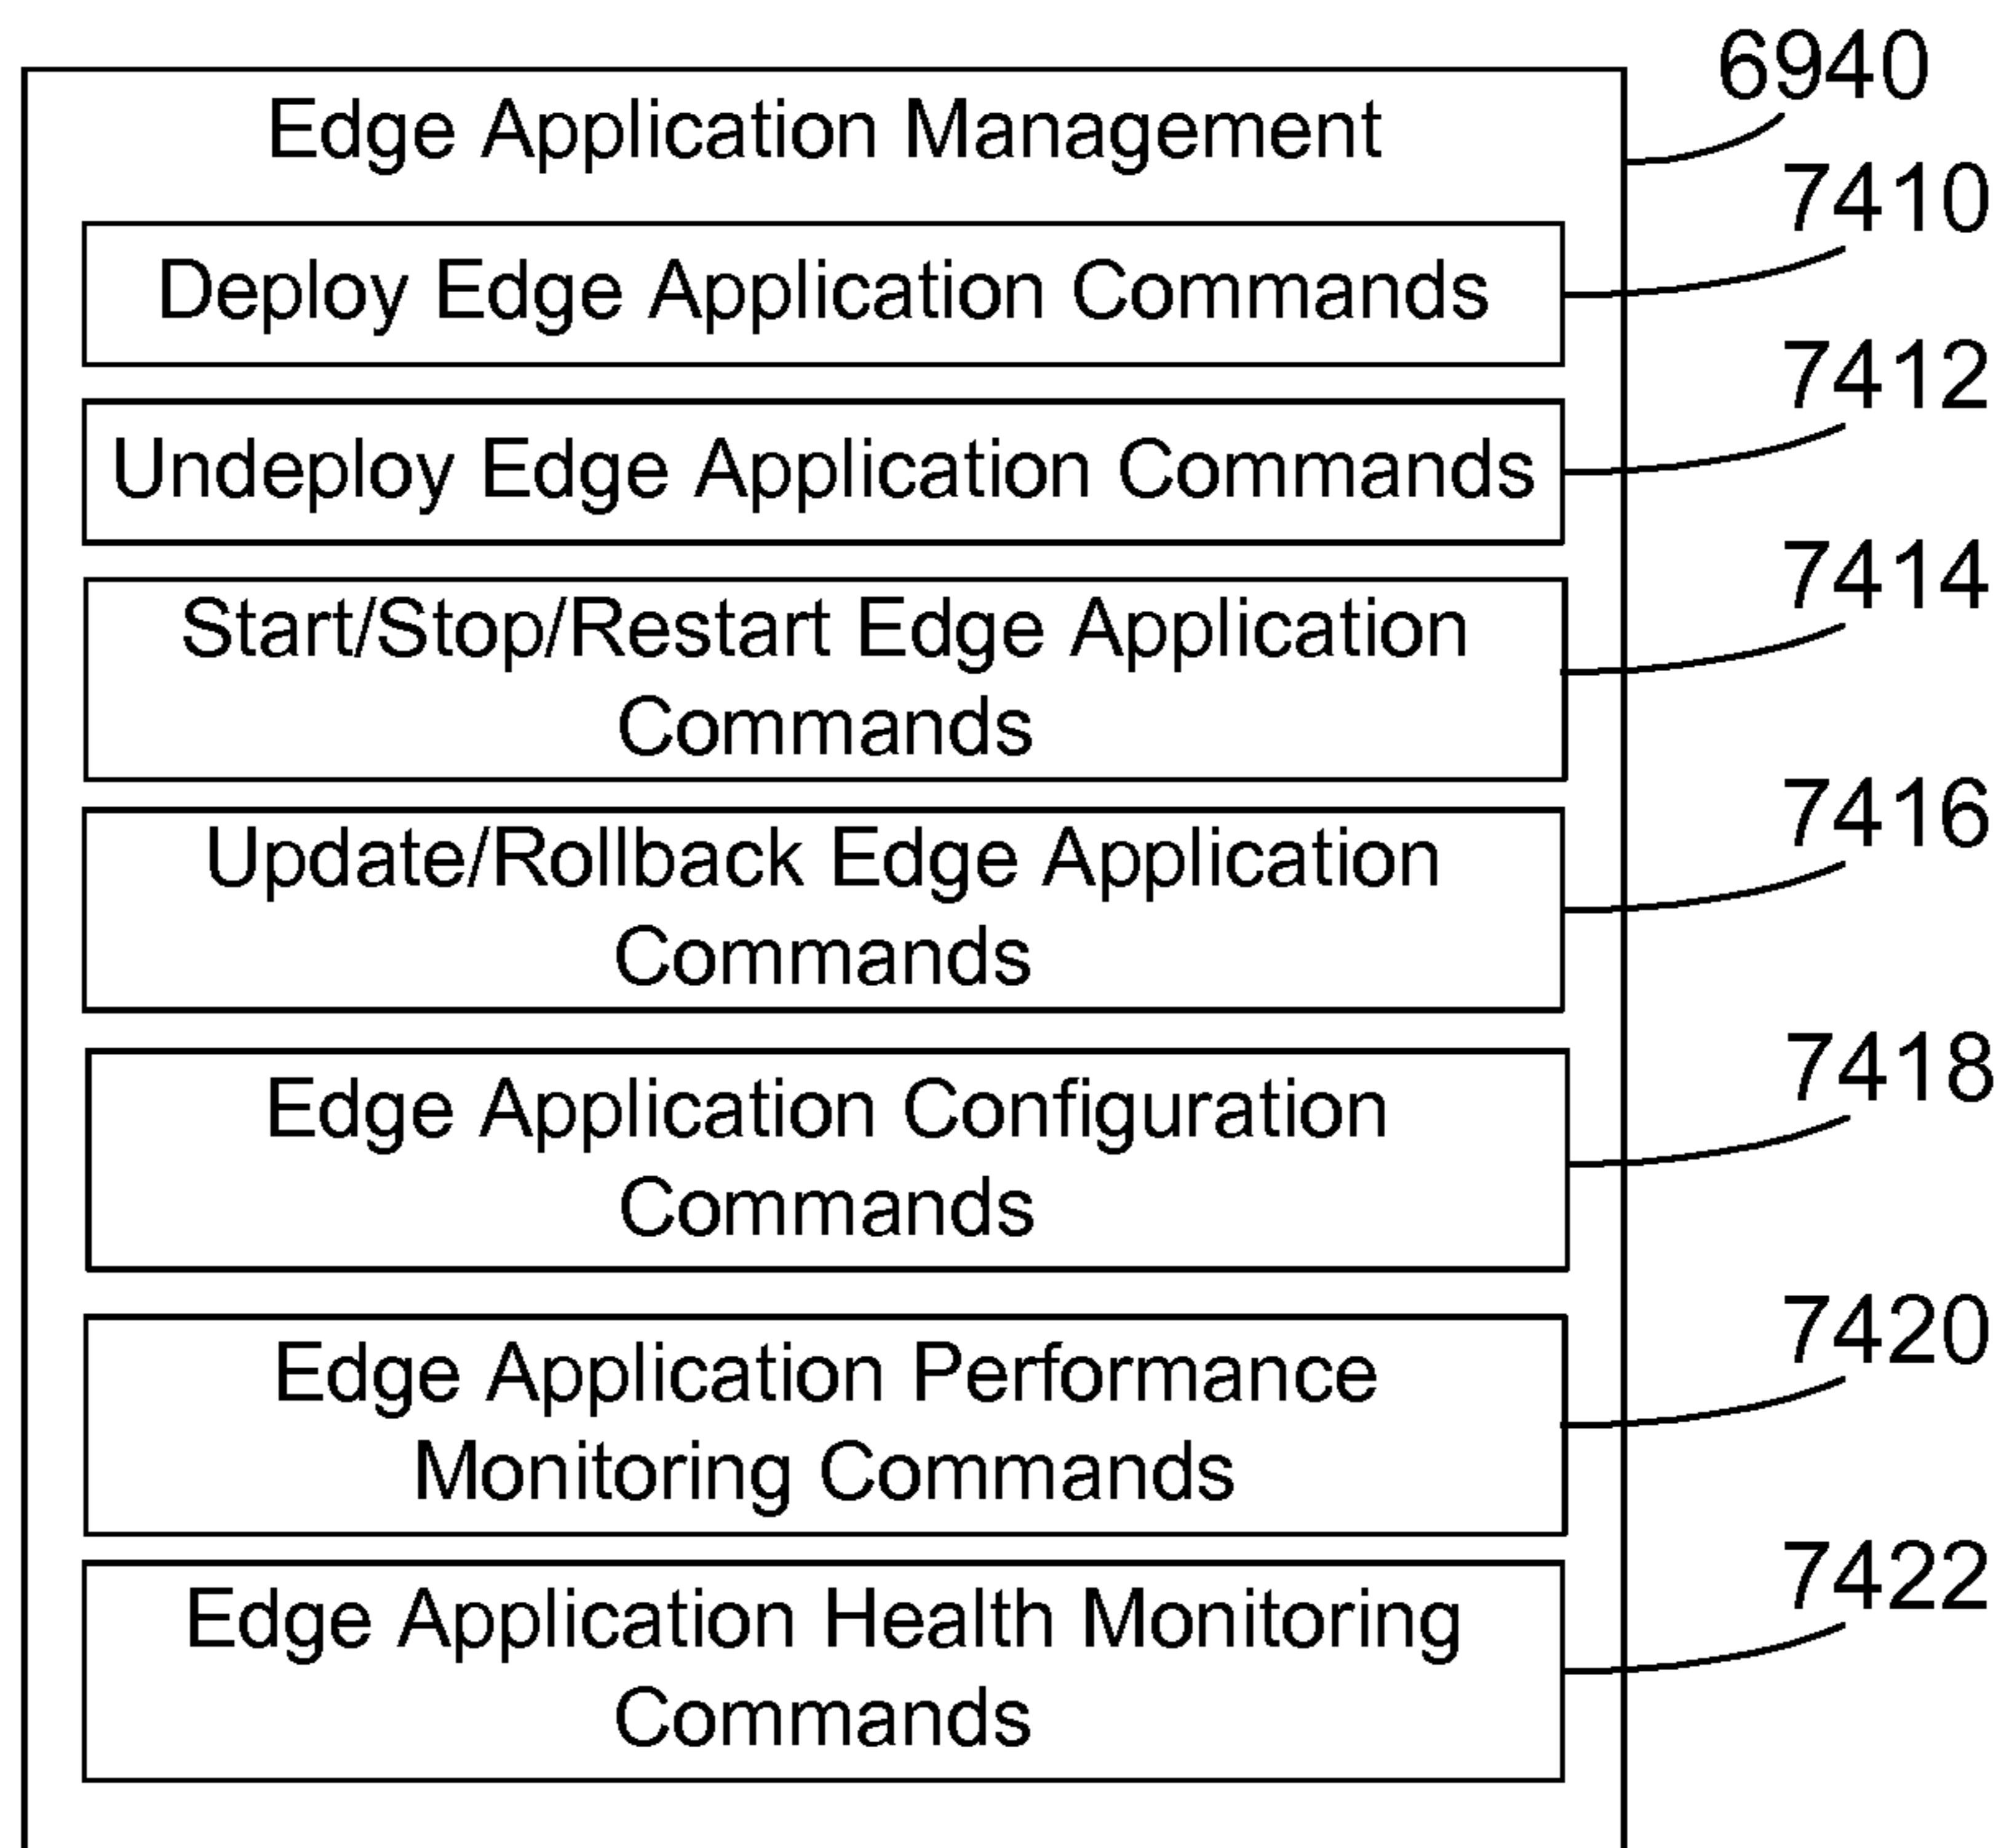 6940
Edge Application Management
7410
Deploy Edge Application Commands
7412
Undeploy Edge Application Commands
7414
Start/Stop/Restart Edge Application
Commands
7416
Update/Rollback Edge Application
Commands
7418
Edge Application Configuration
Commands
7420
Edge Application Performance
Monitoring Commands
7422
Edge Application Health Monitoring
Commands